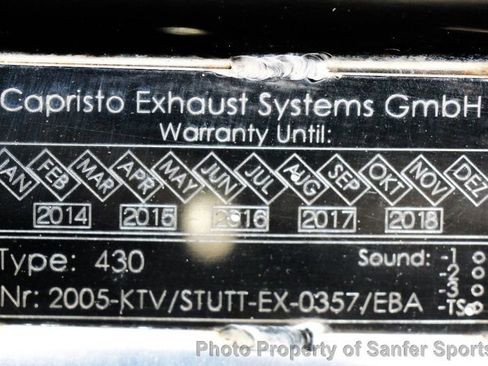 Capristo Exhaust Systems GmbH
Warranty Until:
JAN FEB MAR APR MAY JUN JUL AUG SEP OKT NOV DEZ
2014 2015 2016 2017 2018
Type: 430 Sound: -1 o
-2 o
-3 o
Nr: 2005-KTV/STUTT-EX-0357/EBA -TS o
Photo Property of Sanfer Sports